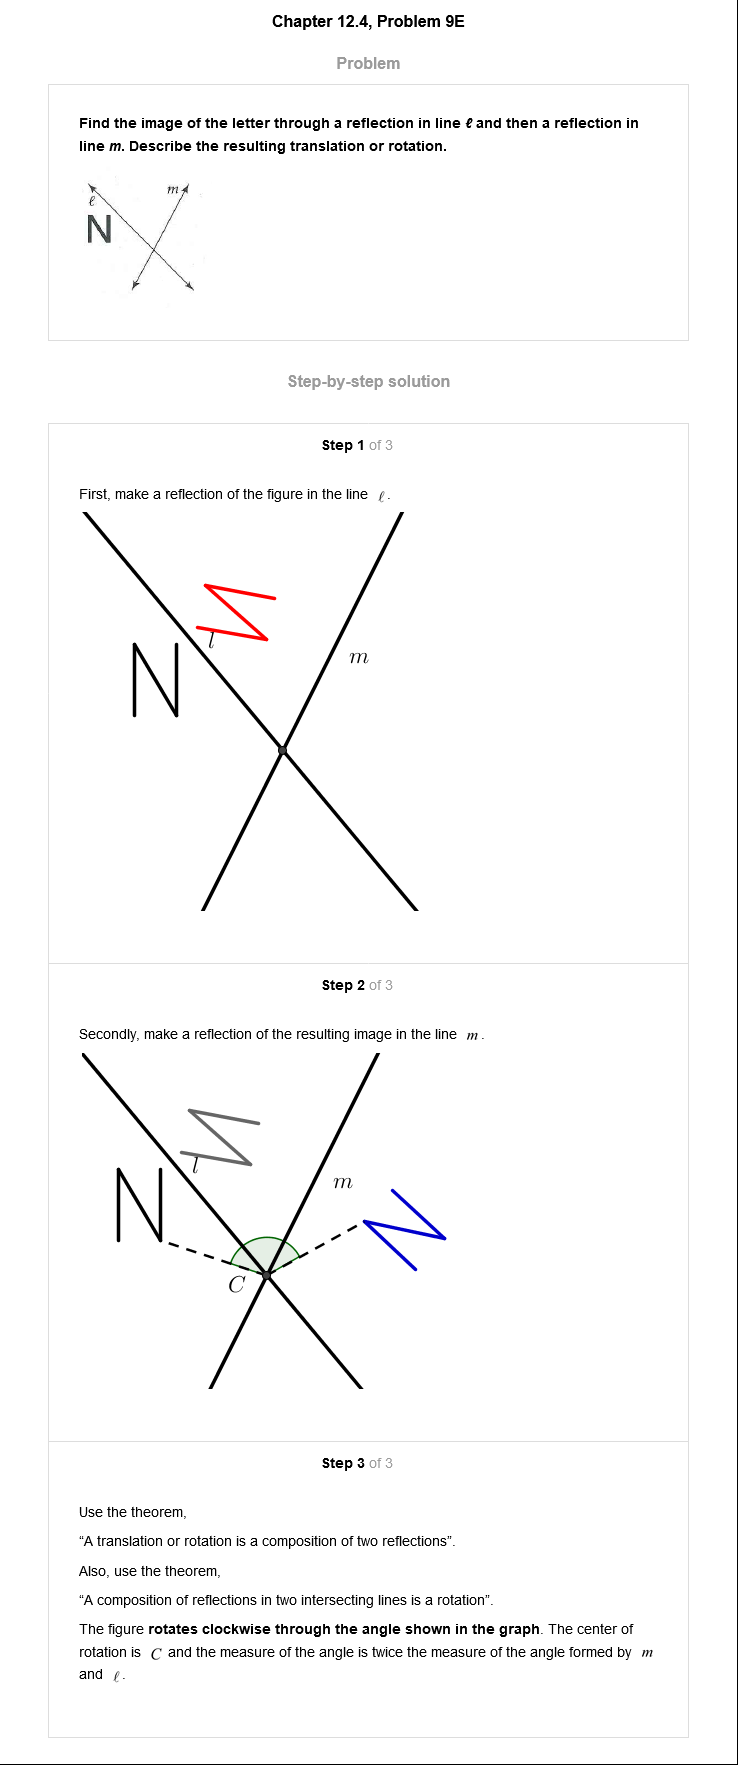 Chapter 12.4, Problem 9E
Problem
Find the image of the letter through a reflection in line ℓ and then a reflection in
line m. Describe the resulting translation or rotation.
m
ℓ
N
Step-by-step solution
Step 1 of 3
First, make a reflection of the figure in the line ℓ.
N
l
N
m
Step 2 of 3
Secondly, make a reflection of the resulting image in the line m.
N
l
N
m
N
C
Step 3 of 3
Use the theorem,
“A translation or rotation is a composition of two reflections”.
Also, use the theorem,
“A composition of reflections in two intersecting lines is a rotation”.
The figure rotates clockwise through the angle shown in the graph. The center of
rotation is C and the measure of the angle is twice the measure of the angle formed by m
and ℓ.